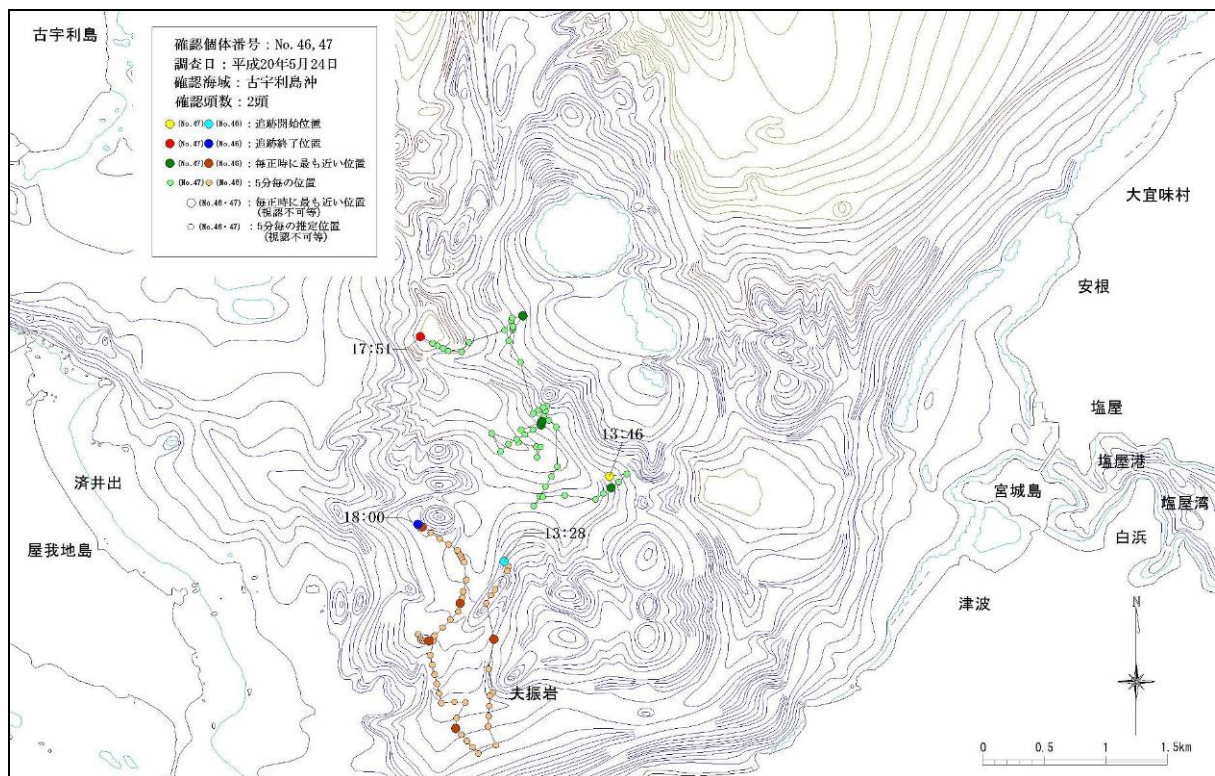 古宇利島
確認個体番号：No.46,47
調査日：平成20年5月24日
確認海域：古宇利島沖
確認頭数：2頭
(No.47) (No.46)：追跡開始位置
(No.47) (No.46)：追跡終了位置
(No.47) (No.46)：毎正時に最も近い位置
(No.47) (No.46)：5分毎の位置
(No.46・47)：毎正時に最も近い位置
(視認不可等)
(No.46・47)：5分毎の推定位置
(視認不可等)
大宜味村
安根
17:51
塩屋
13:46
塩屋港
済井出
宮城島
塩屋湾
18:00
13:28
白浜
屋我地島
津波
N
夫振岩
0 0.5 1 1.5km